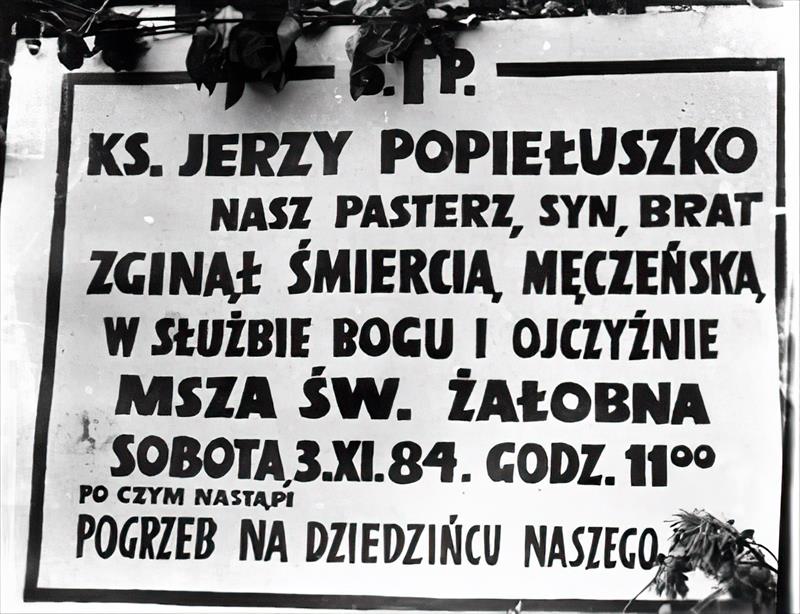 Ś.†P.
KS. JERZY POPIEŁUSZKO
NASZ PASTERZ, SYN, BRAT
ZGINĄŁ ŚMIERCIĄ MĘCZEŃSKĄ
W SŁUŻBIE BOGU I OJCZYŹNIE
MSZA ŚW. ŻAŁOBNA
SOBOTA, 3.XI.84. GODZ. 11⁰⁰
PO CZYM NASTĄPI
POGRZEB NA DZIEDZIŃCU NASZEGO